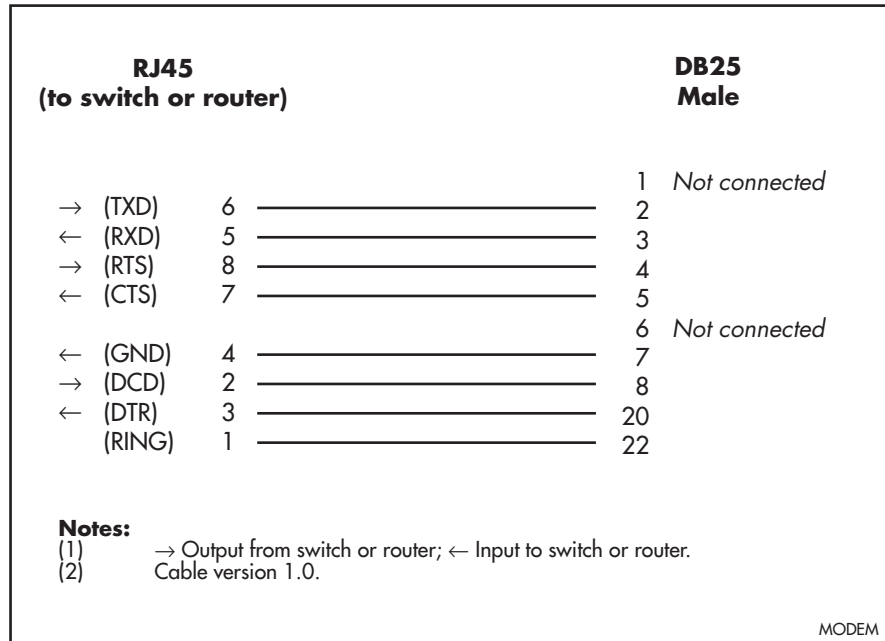 RJ45 DB25
(to switch or router) Male
1 Not connected
→ (TXD) 6 2
← (RXD) 5 3
→ (RTS) 8 4
← (CTS) 7 5
6 Not connected
← (GND) 4 7
→ (DCD) 2 8
← (DTR) 3 20
(RING) 1 22
Notes:
(1) → Output from switch or router; ← Input to switch or router.
(2) Cable version 1.0.
MODEM